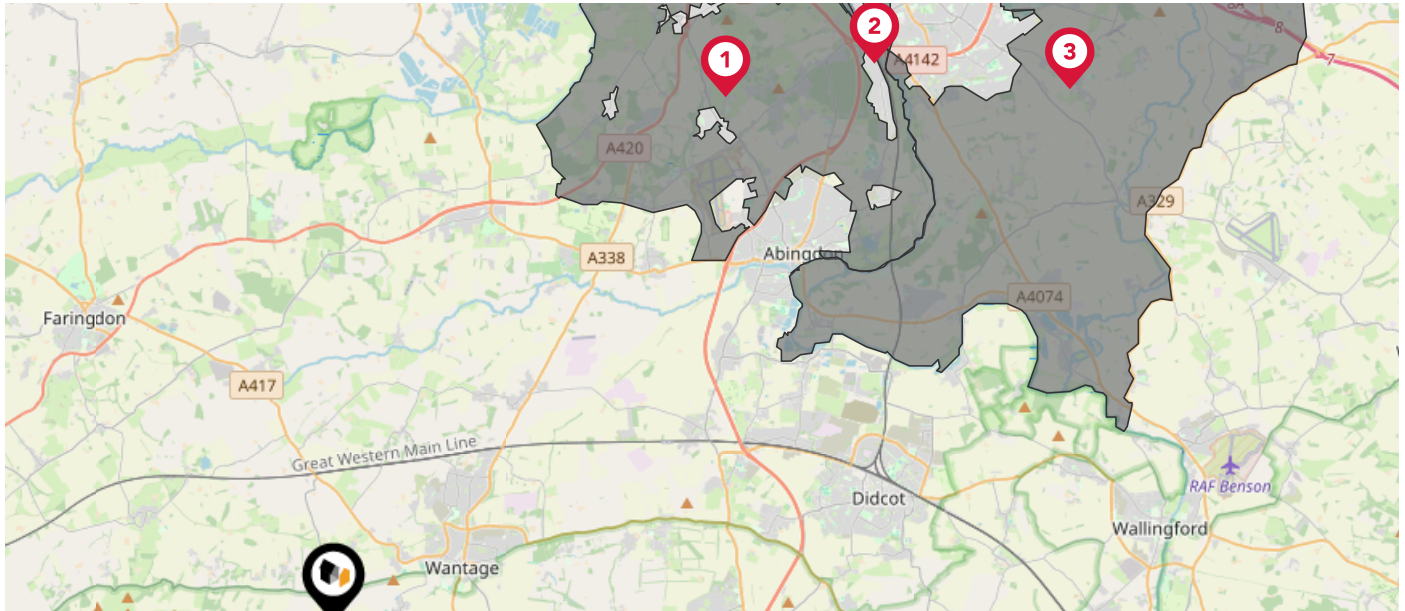 8A
8
7
2
1
3
A4142
A420
A329
A338
Abingdon
A4074
Faringdon
A417
Great Western Main Line
Didcot
RAF Benson
Wallingford
Wantage